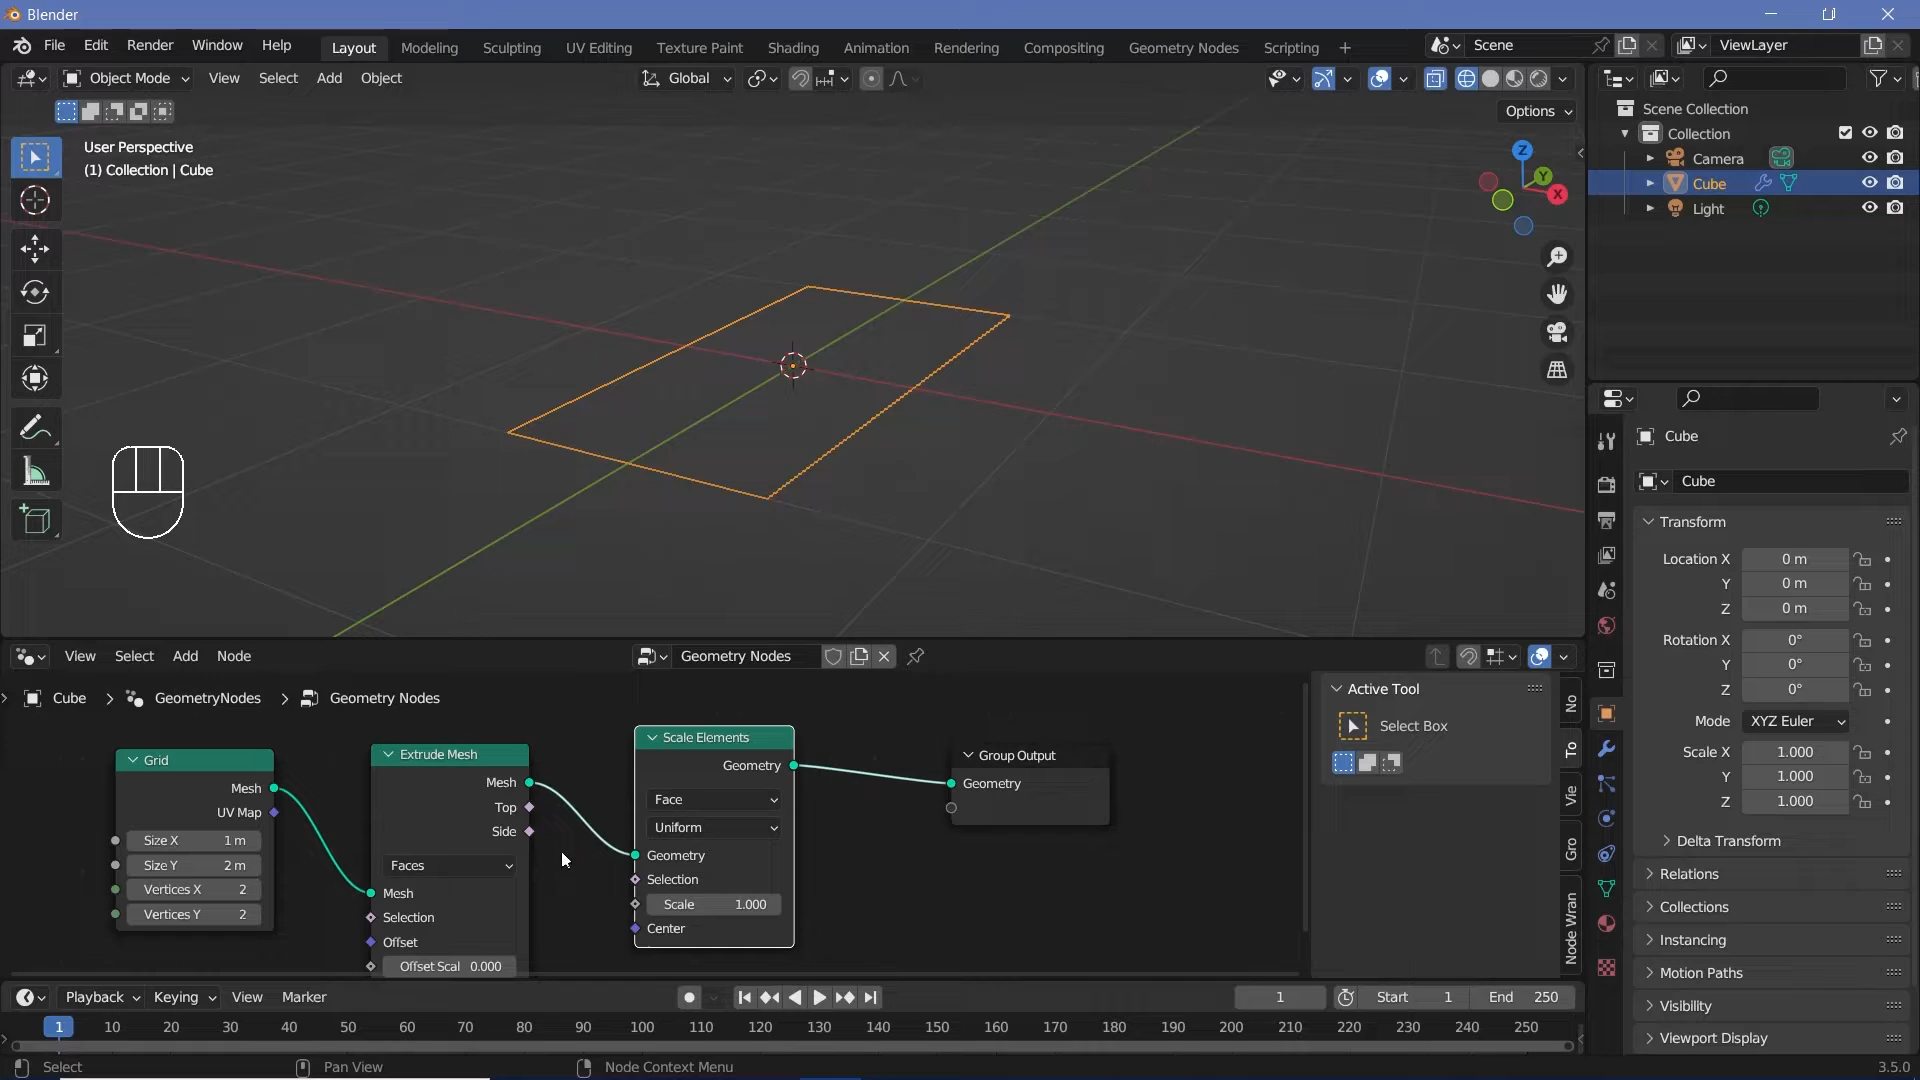 Blender
File Edit Render Window Help Layout Modeling Sculpting UV Editing Texture Paint Shading Animation Rendering Compositing Geometry Nodes Scripting + Scene ViewLayer
Object Mode View Select Add Object Global
Options
User Perspective
(1) Collection | Cube
Z
Y
X
Scene Collection
Collection
Camera
Cube
Light
Cube
Cube
Transform
Location X 0 m
Y 0 m
Z 0 m
Rotation X 0°
Y 0°
Z 0°
Mode XYZ Euler
Scale X 1.000
Y 1.000
Z 1.000
Delta Transform
Relations
Collections
Instancing
Motion Paths
Visibility
Viewport Display
View Select Add Node Geometry Nodes
Cube > GeometryNodes > Geometry Nodes
Grid
Mesh
UV Map
Size X 1 m
Size Y 2 m
Vertices X 2
Vertices Y 2
Extrude Mesh
Mesh
Top
Side
Faces
Mesh
Selection
Offset
Offset Scal 0.000
Scale Elements
Geometry
Face
Uniform
Geometry
Selection
Scale 1.000
Center
Group Output
Geometry
Active Tool
Select Box
No
To
Vie
Gro
Node Wran
Playback Keying View Marker 1 Start 1 End 250
1 10 20 30 40 50 60 70 80 90 100 110 120 130 140 150 160 170 180 190 200 210 220 230 240 250
Select Pan View Node Context Menu 3.5.0